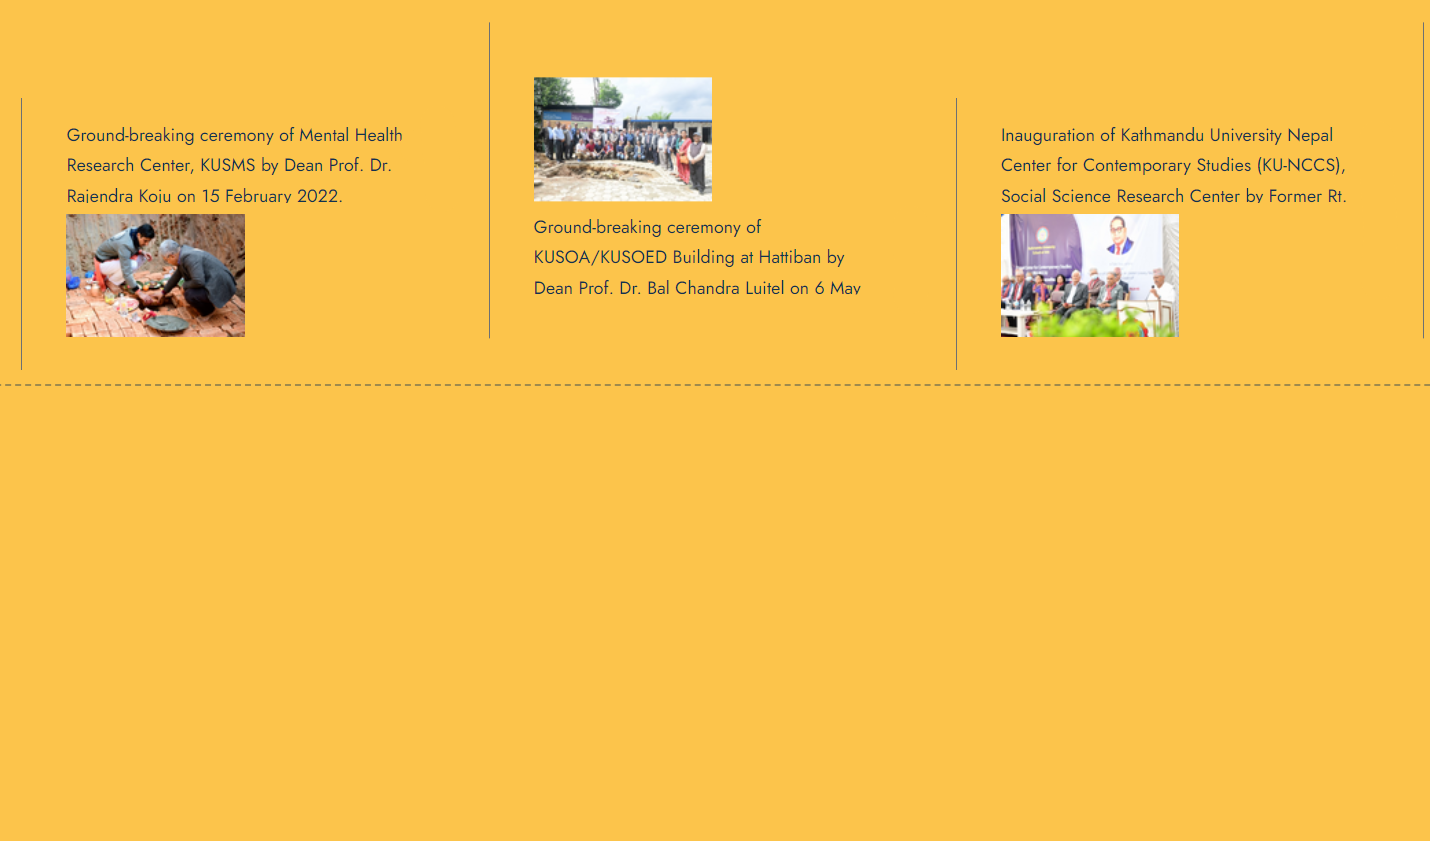 Ground-breaking ceremony of Mental Health
Research Center, KUSMS by Dean Prof. Dr.
Rajendra Koju on 15 February 2022.
Ground-breaking ceremony of
KUSOA/KUSOED Building at Hattiban by
Dean Prof. Dr. Bal Chandra Luitel on 6 May
Inauguration of Kathmandu University Nepal
Center for Contemporary Studies (KU-NCCS),
Social Science Research Center by Former Rt.